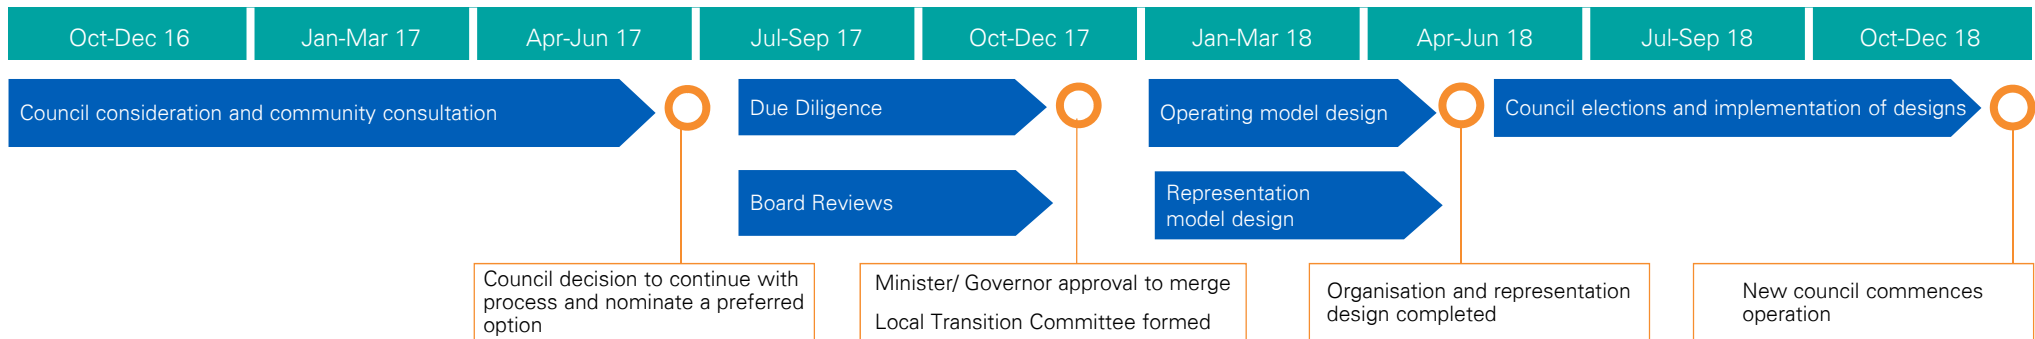 Oct-Dec 16
Jan-Mar 17
Apr-Jun 17
Jul-Sep 17
Oct-Dec 17
Jan-Mar 18
Apr-Jun 18
Jul-Sep 18
Oct-Dec 18
Council consideration and community consultation
Due Diligence
Operating model design
Council elections and implementation of designs
Board Reviews
Representation
model design
Council decision to continue with
process and nominate a preferred
option
Minister/ Governor approval to merge
Local Transition Committee formed
Organisation and representation
design completed
New council commences
operation